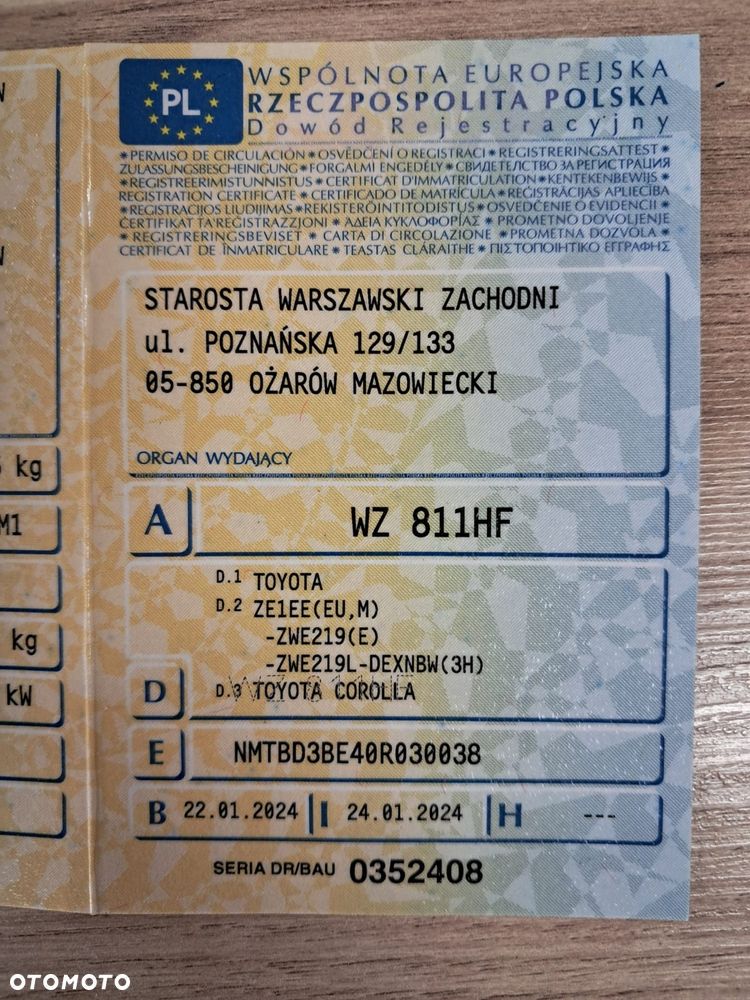 PL
WSPÓLNOTA EUROPEJSKA
RZECZPOSPOLITA POLSKA
Dowód Rejestracyjny
* PERMISO DE CIRCULACIÓN * OSVĚDČENÍ O REGISTRACI * REGISTRERINGSATTEST *
ZULASSUNGSBESCHEINIGUNG * FORGALMI ENGEDÉLY * СВИДЕТЕЛСТВО ЗА РЕГИСТРАЦИЯ
* REGISTREERIMISTUNNISTUS * CERTIFICAT D'IMMATRICULATION * KENTEKENBEWIJS *
REGISTRATION CERTIFICATE * CERTIFICADO DE MATRÍCULA * REĢISTRĀCIJAS APLIECĪBA
* REGISTRACIJOS LIUDIJIMAS * REKISTERÖINTITODISTUS * OSVEDČENIE O EVIDENCII *
ĊERTIFIKAT TA' REĠISTRAZZJONI * ΑΔΕΙΑ ΚΥΚΛΟΦΟΡΙΑΣ * PROMETNO DOVOLJENJE
* REGISTRERINGSBEVISET * CARTA DI CIRCOLAZIONE * PROMETNA DOZVOLA *
CERTIFICAT DE ÎNMATRICULARE * TEASTAS CLÁRAITHE * ΠΙΣΤΟΠΟΙΗΤΙΚΟ ΕΓΓΡΑΦΗΣ
STAROSTA WARSZAWSKI ZACHODNI
ul. POZNAŃSKA 129/133
05-850 OŻARÓW MAZOWIECKI
ORGAN WYDAJĄCY
kg
A WZ 811HF
M1
D.1 TOYOTA
D.2 ZE1EE(EU,M)
-ZWE219(E)
kg
-ZWE219L-DEXNBW(3H)
kW
D D.3 TOYOTA COROLLA
E NMTBD3BE40R030038
B 22.01.2024 I 24.01.2024 H ---
SERIA DR/BAU 0352408
OTOMOTO